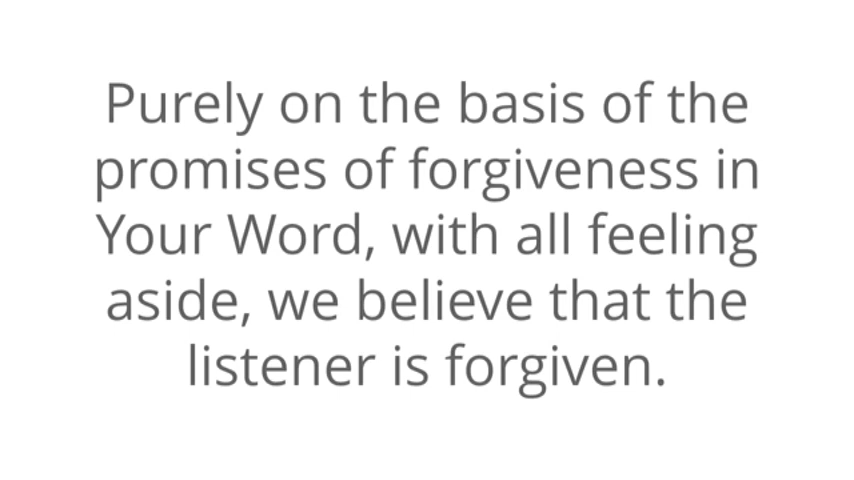 Purely on the basis of the
promises of forgiveness in
Your Word, with all feeling
aside, we believe that the
listener is forgiven.